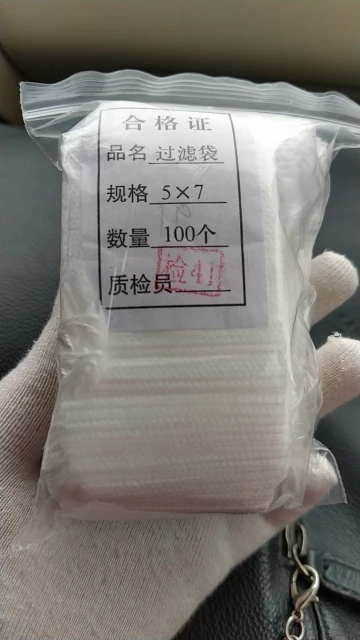 合格证
品名 过滤袋
规格 5×7
数量 100个
质检员 检41